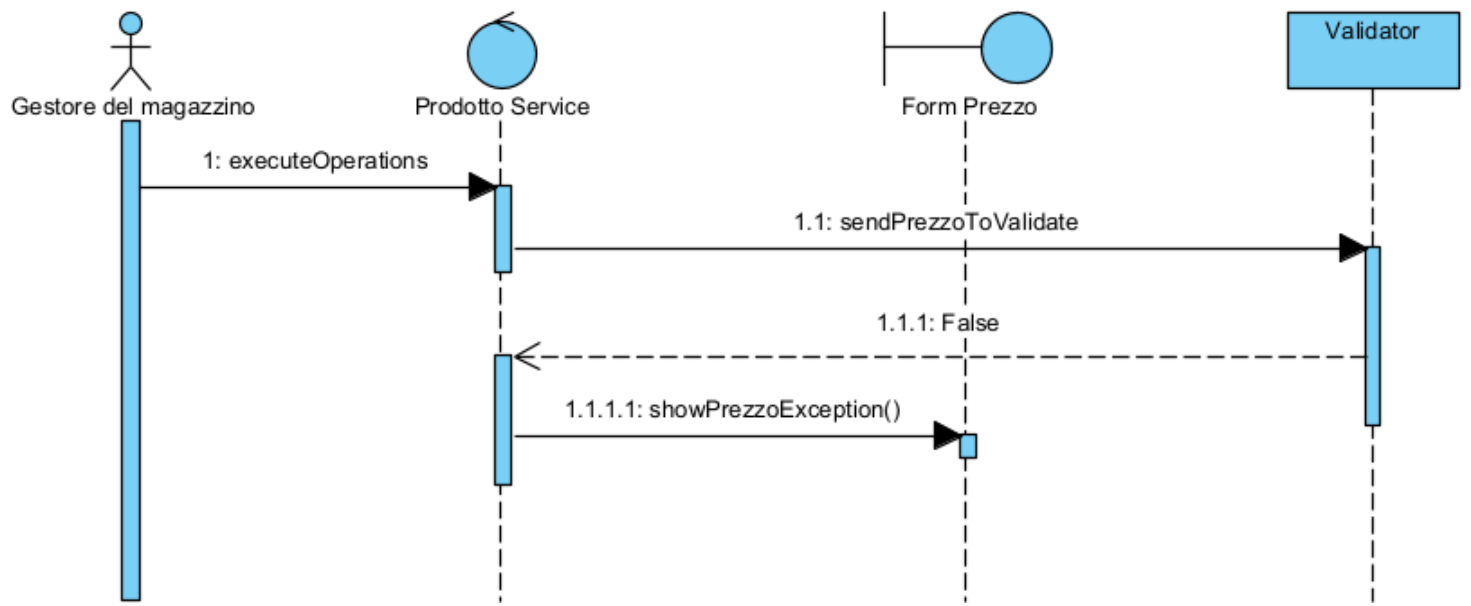 Gestore del magazzino
Prodotto Service
Form Prezzo
Validator
1: executeOperations
1.1: sendPrezzoToValidate
1.1.1: False
1.1.1.1: showPrezzoException()